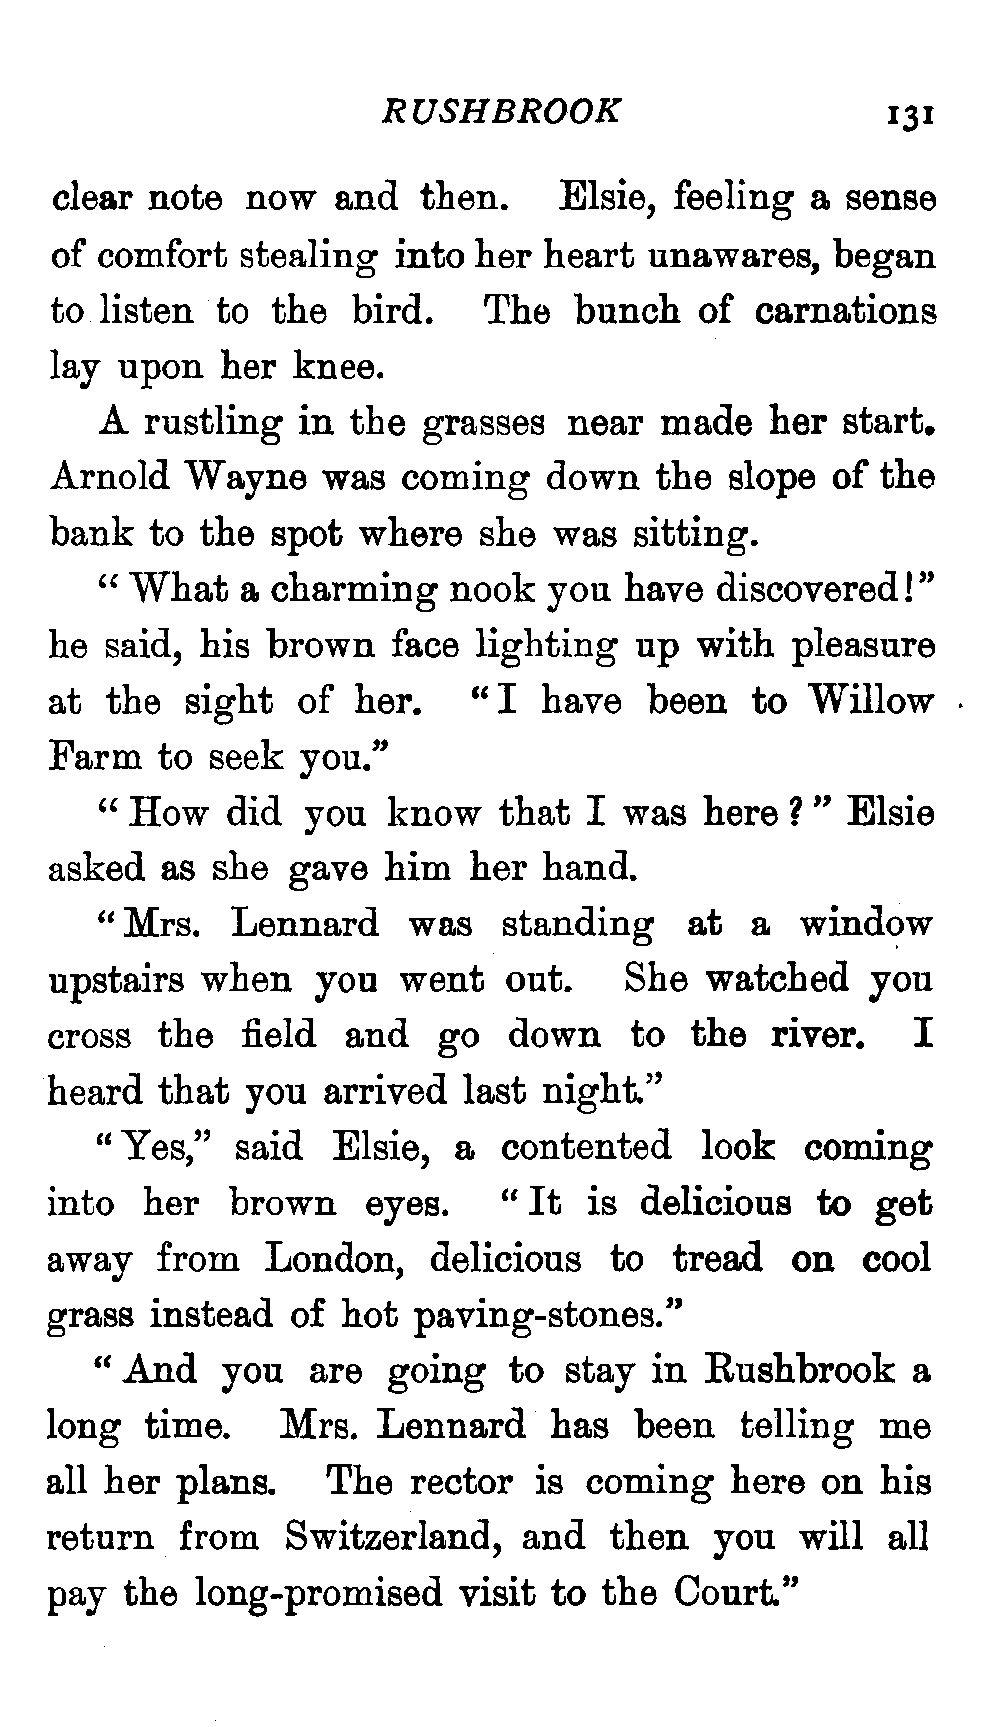 RUSHBROOK 131
clear note now and then. Elsie, feeling a sense
of comfort stealing into her heart unawares, began
to listen to the bird. The bunch of carnations
lay upon her knee.
A rustling in the grasses near made her start.
Arnold Wayne was coming down the slope of the
bank to the spot where she was sitting.
“What a charming nook you have discovered!”
he said, his brown face lighting up with pleasure
at the sight of her. “I have been to Willow
Farm to seek you.”
“How did you know that I was here?” Elsie
asked as she gave him her hand.
“Mrs. Lennard was standing at a window
upstairs when you went out. She watched you
cross the field and go down to the river. I
heard that you arrived last night.”
“Yes,” said Elsie, a contented look coming
into her brown eyes. “It is delicious to get
away from London, delicious to tread on cool
grass instead of hot paving-stones.”
“And you are going to stay in Rushbrook a
long time. Mrs. Lennard has been telling me
all her plans. The rector is coming here on his
return from Switzerland, and then you will all
pay the long-promised visit to the Court.”